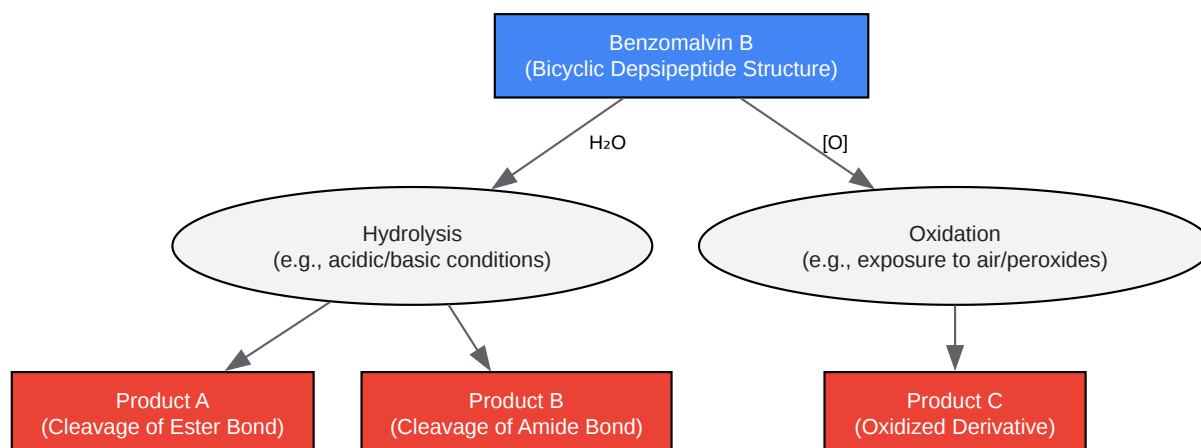 Benzomalvin B
(Bicyclic Depsipeptide Structure)
H₂O
[O]
Hydrolysis
(e.g., acidic/basic conditions)
Oxidation
(e.g., exposure to air/peroxides)
Product A
(Cleavage of Ester Bond)
Product B
(Cleavage of Amide Bond)
Product C
(Oxidized Derivative)